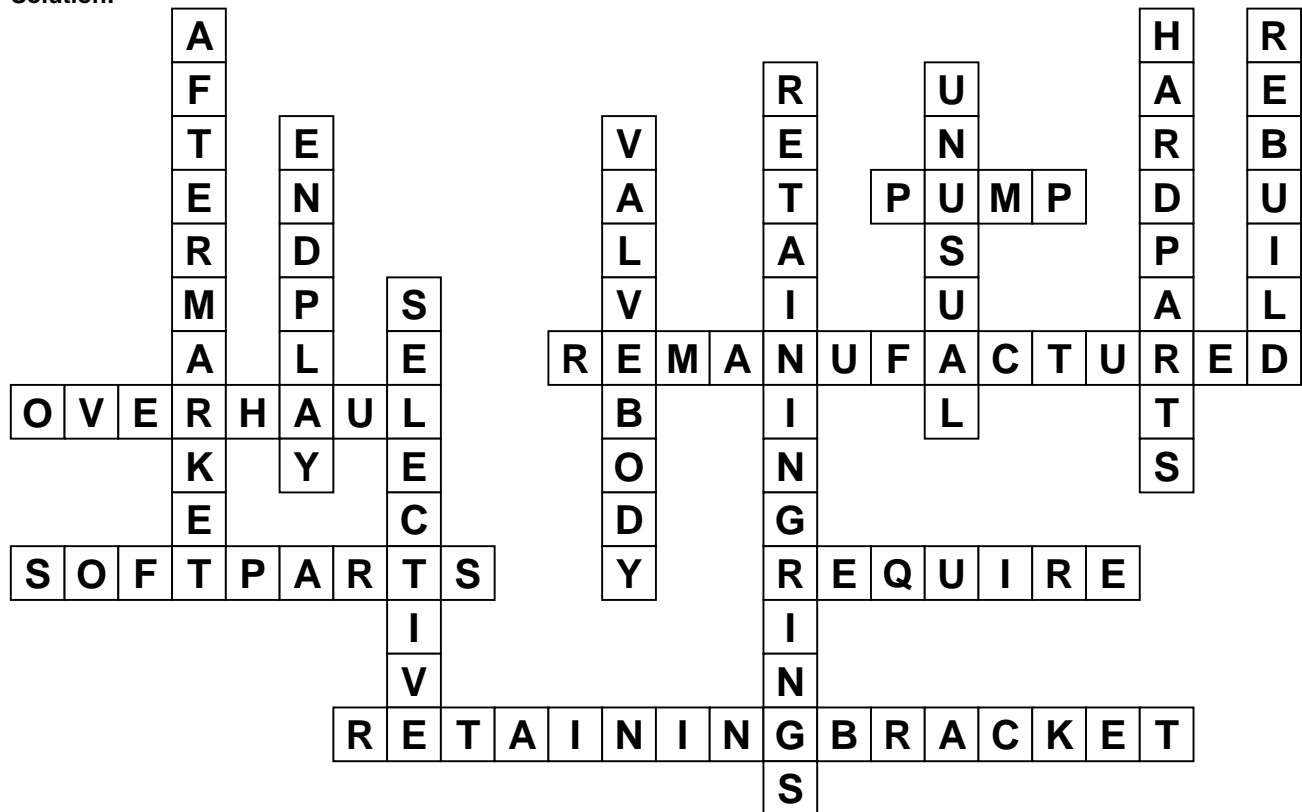 Solution:
A H R
F R U A E
T E V E N R B
E N A T P U M P D U
R D L A S P I
M P S V I U A L
A L E R E M A N U F A C T U R E D
O V E R H A U L B I L T
K Y E O N S
E C D G
S O F T P A R T S Y R E Q U I R E
I I
V N
R E T A I N I N G B R A C K E T
S